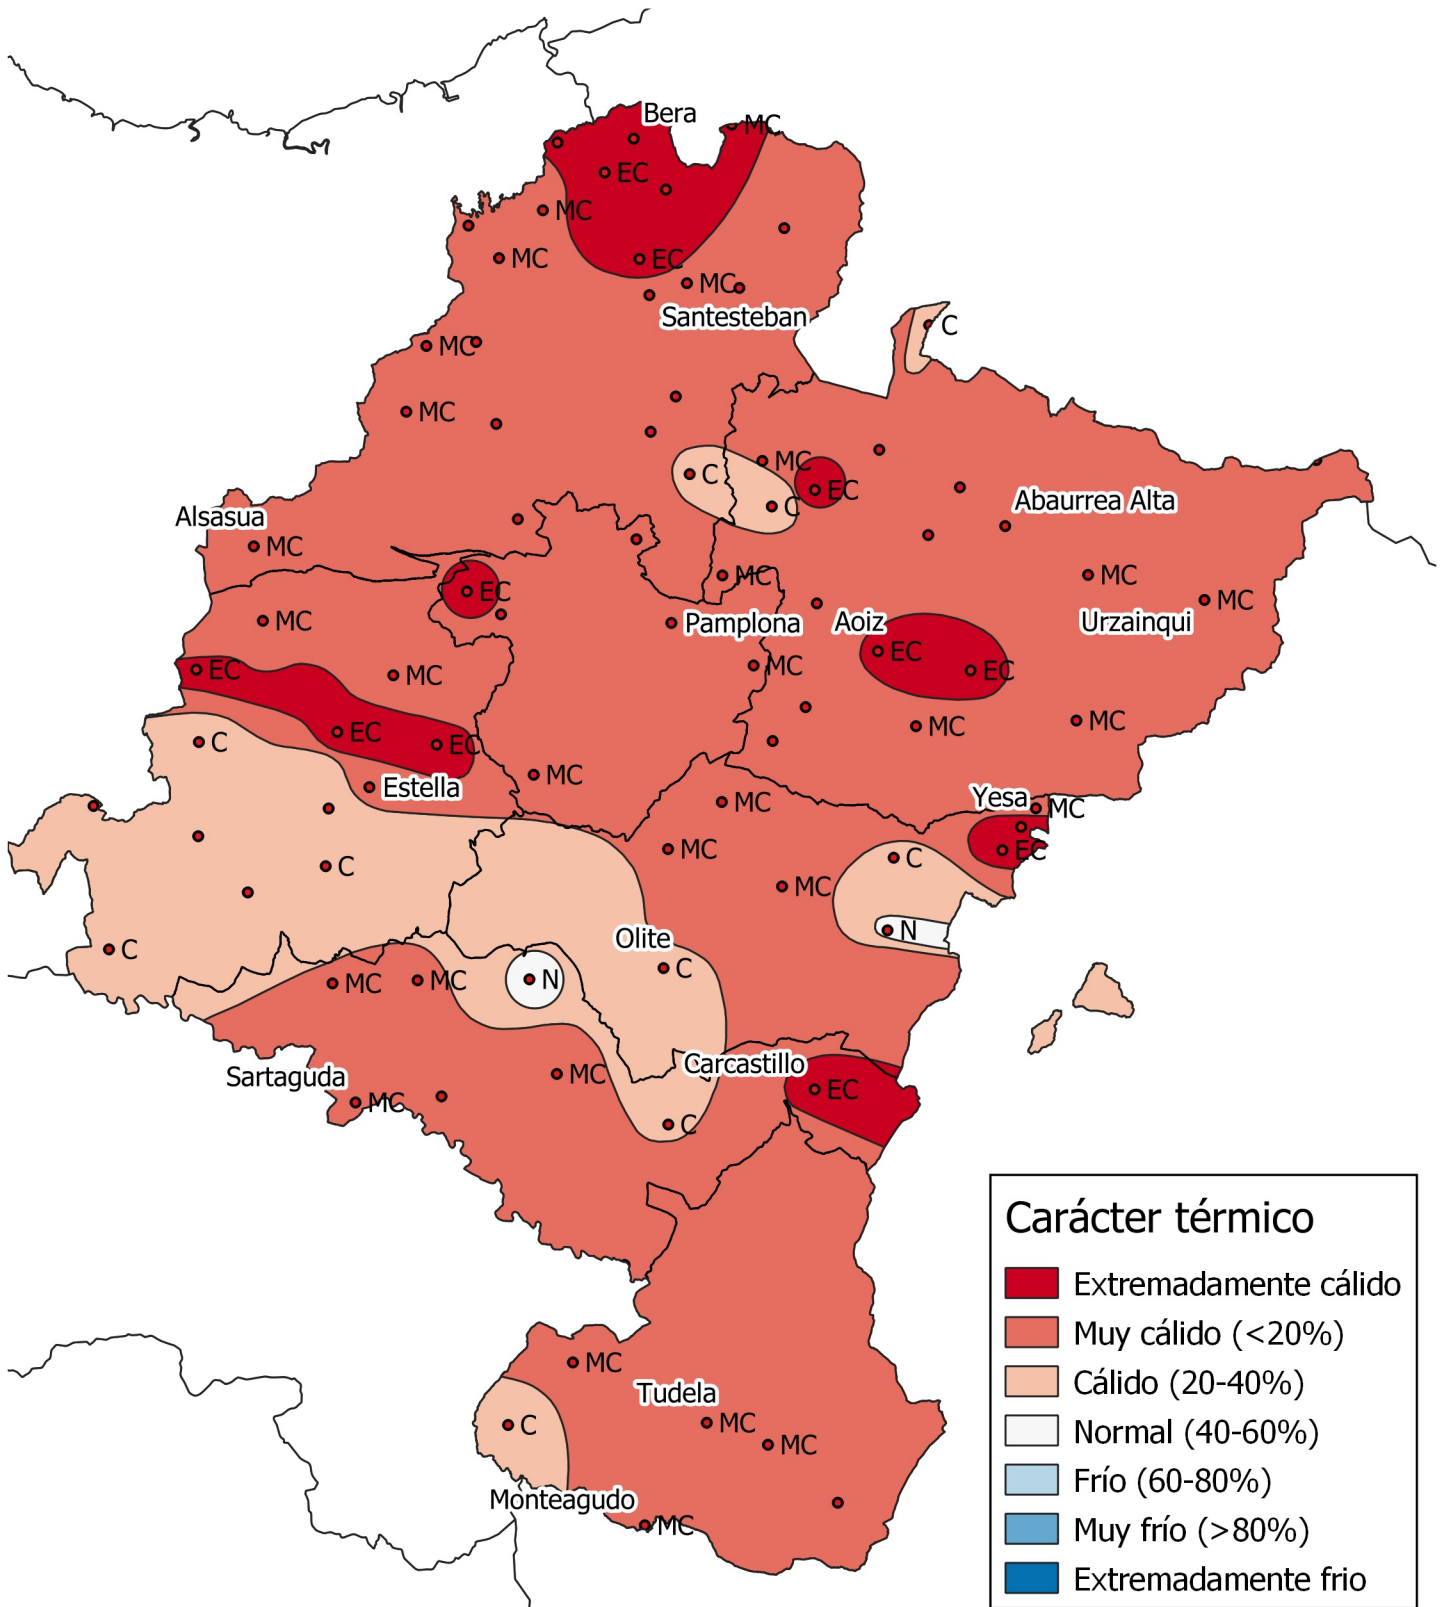 Bera
MC
EC
MC
MC
EC
MC
Santesteban
C
MC
MC
C
MC
EC
C
Abaurrea Alta
Alsasua
MC
MC
MC
EC
MC
MC
Pamplona
Aoiz
Urzainqui
EC
EC
MC
EC
MC
EC
EC
C
MC
MC
Estella
MC
Yesa
MC
MC
MC
EC
C
C
MC
N
Olite
C
C
MC
MC
N
Carcastillo
Sartaguda
MC
MC
EC
C
MC
Tudela
MC
MC
C
Monteagudo
MC
Carácter térmico
Extremadamente cálido
Muy cálido (<20%)
Cálido (20-40%)
Normal (40-60%)
Frío (60-80%)
Muy frío (>80%)
Extremadamente frio